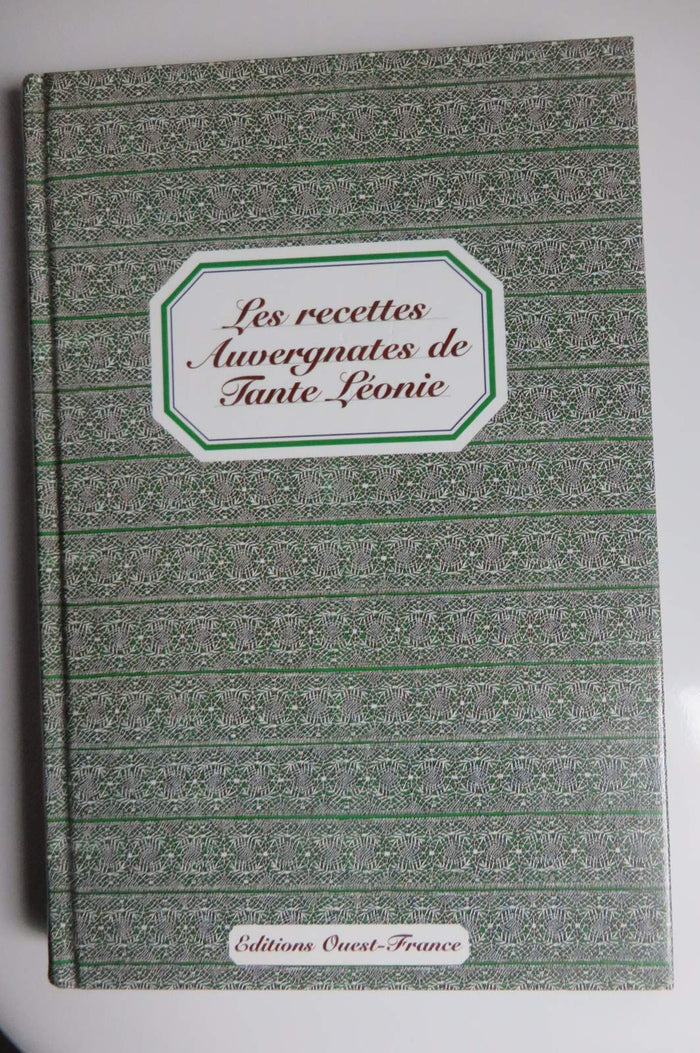 Les recettes
Auvergnates de
Tante Léonie
Editions Ouest-France